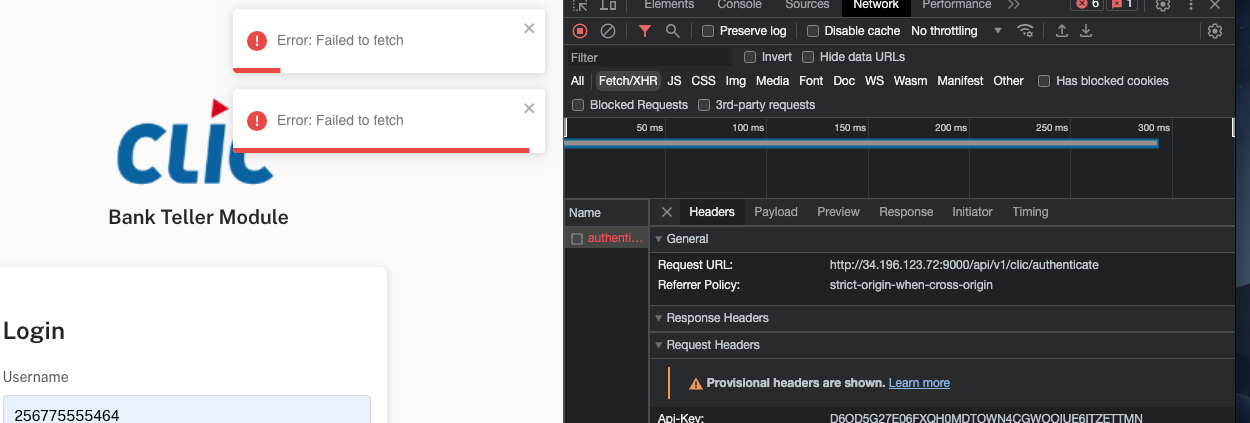 Error: Failed to fetch
Error: Failed to fetch
CLIC
Bank Teller Module
Login
Username
256775555464
Elements Console Sources Network Performance 6 1
Preserve log Disable cache No throttling
Filter Invert Hide data URLs
All Fetch/XHR JS CSS Img Media Font Doc WS Wasm Manifest Other Has blocked cookies
Blocked Requests 3rd-party requests
50 ms 100 ms 150 ms 200 ms 250 ms 300 ms
Name Headers Payload Preview Response Initiator Timing
authenti...
General
Request URL: http://34.196.123.72:9000/api/v1/clic/authenticate
Referrer Policy: strict-origin-when-cross-origin
Response Headers
Request Headers
Provisional headers are shown. Learn more
Api-Key: